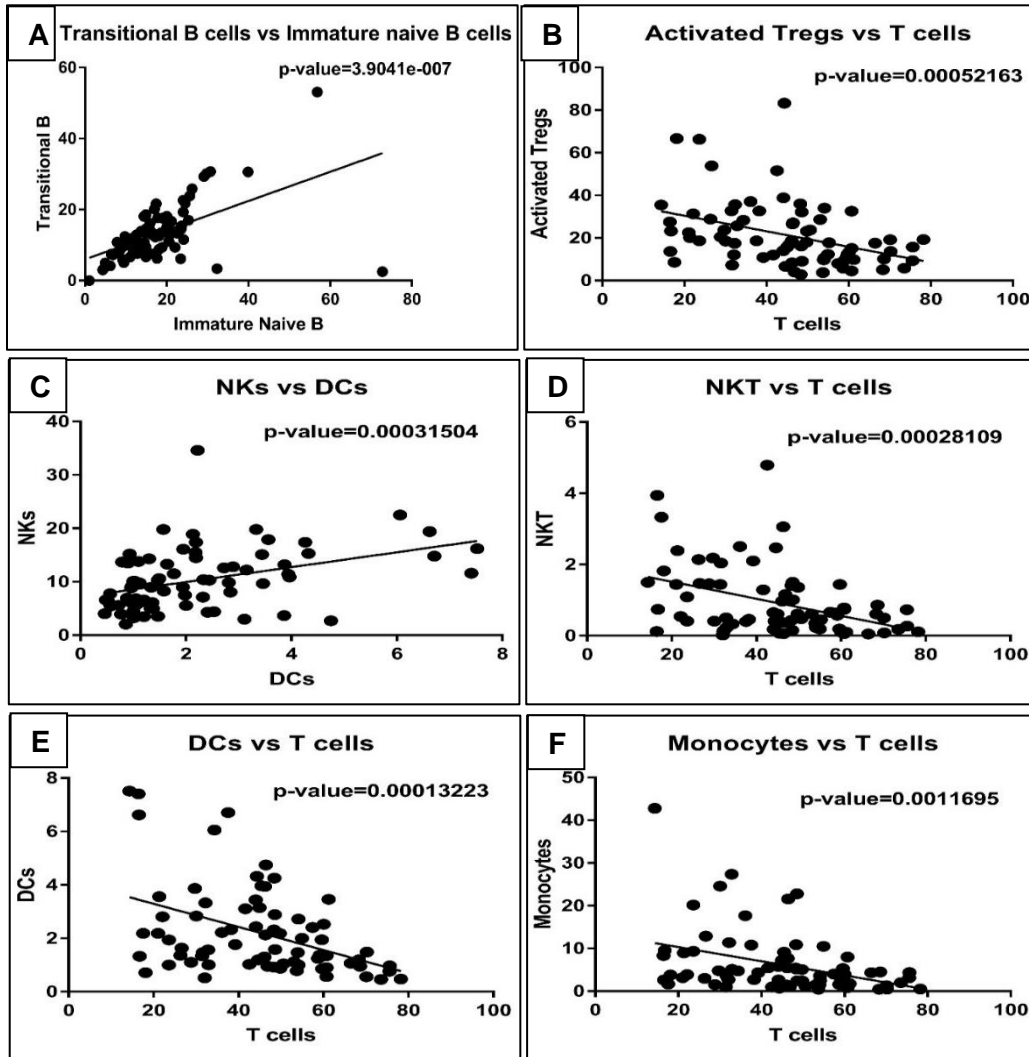 A
Transitional B cells vs Immature naive B cells
p-value=3.9041e-007
Transitional B
60
40
20
0
0 20 40 60 80
Immature Naive B
B
Activated Tregs vs T cells
p-value=0.00052163
Activated Tregs
100
80
60
40
20
0
0 20 40 60 80 100
T cells
C
NKs vs DCs
p-value=0.00031504
NKs
40
30
20
10
0
0 2 4 6 8
DCs
D
NKT vs T cells
p-value=0.00028109
NKT
6
4
2
0
0 20 40 60 80 100
T cells
E
DCs vs T cells
p-value=0.00013223
DCs
8
6
4
2
0
0 20 40 60 80 100
T cells
F
Monocytes vs T cells
p-value=0.0011695
Monocytes
50
40
30
20
10
0
0 20 40 60 80 100
T cells